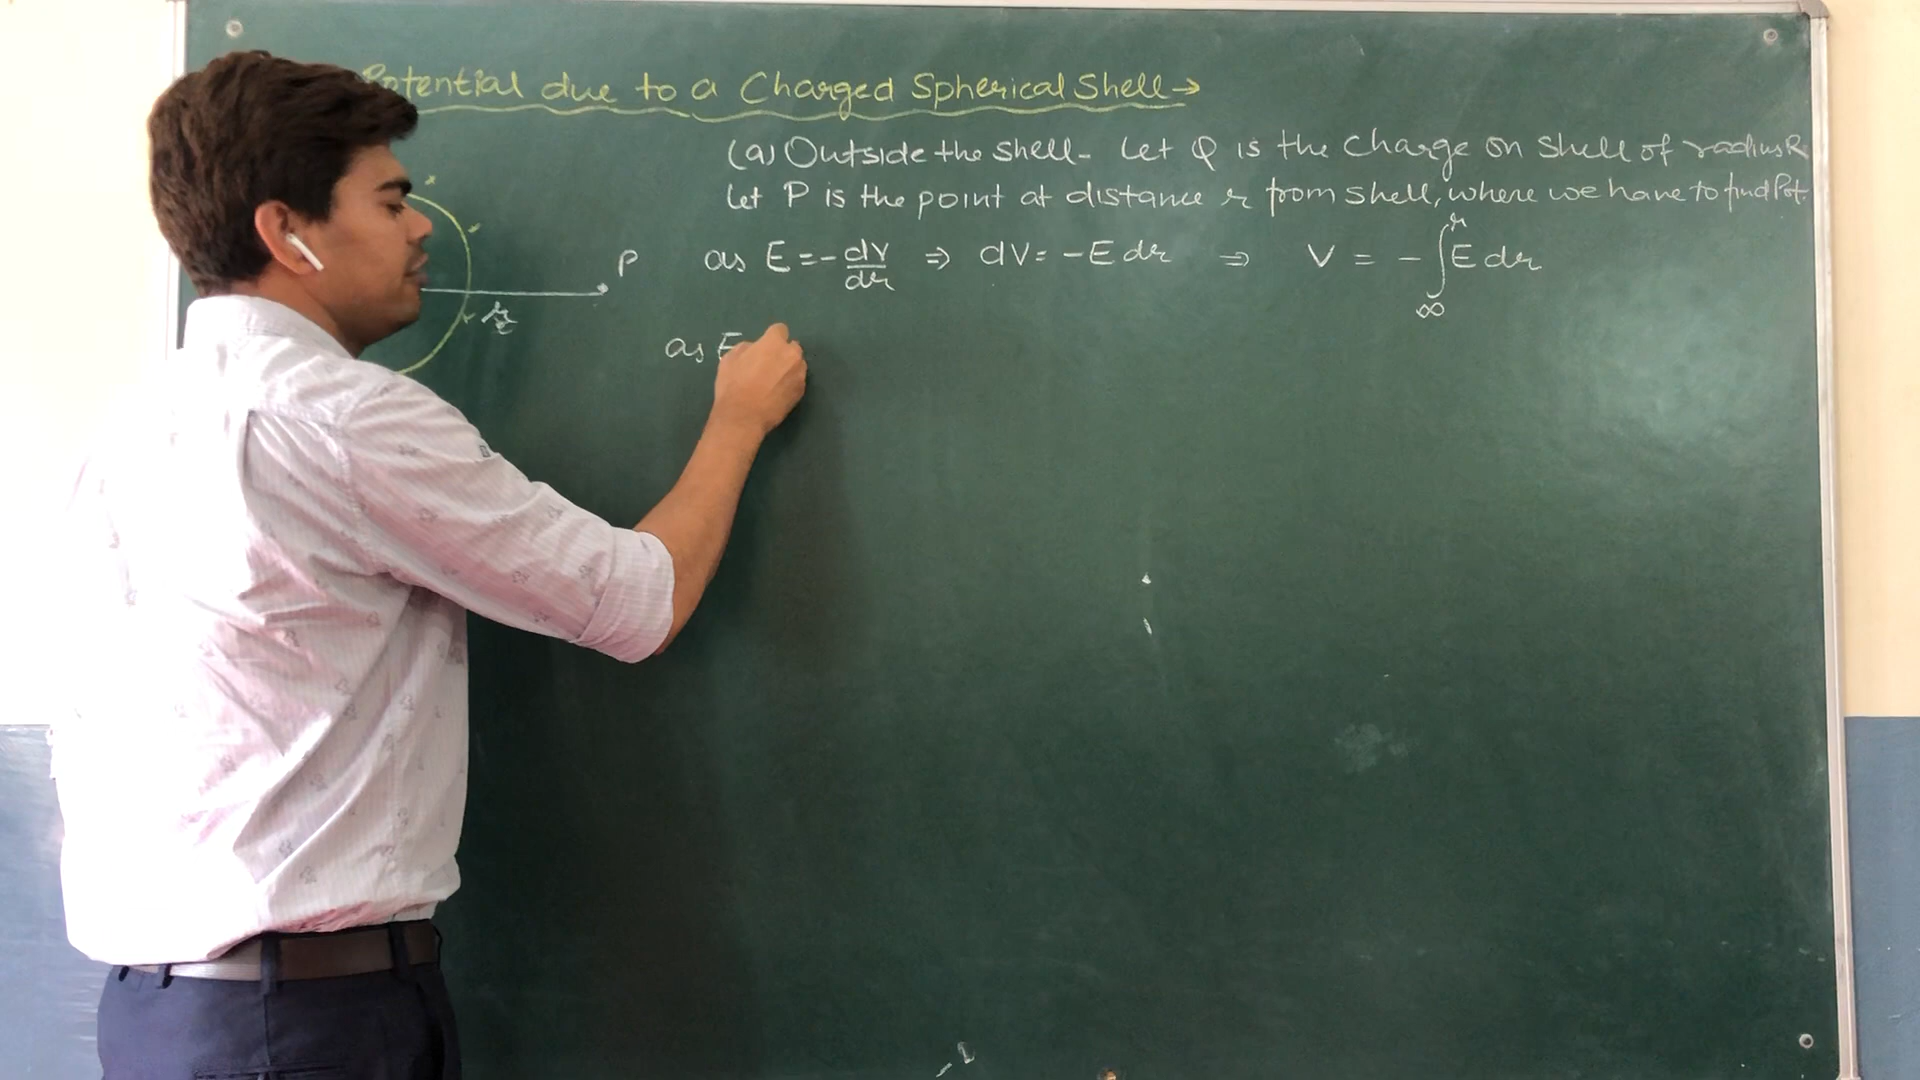 Potential due to a Charged Spherical Shell→
(a) Outside the shell - Let Q is the charge on shell of radius R
Let P is the point at distance r from shell, where we have to find Pot.
P
r
as E = -dV/dr ⇒ dV = -E dr ⇒ V = -∫_∞^r E dr
as E